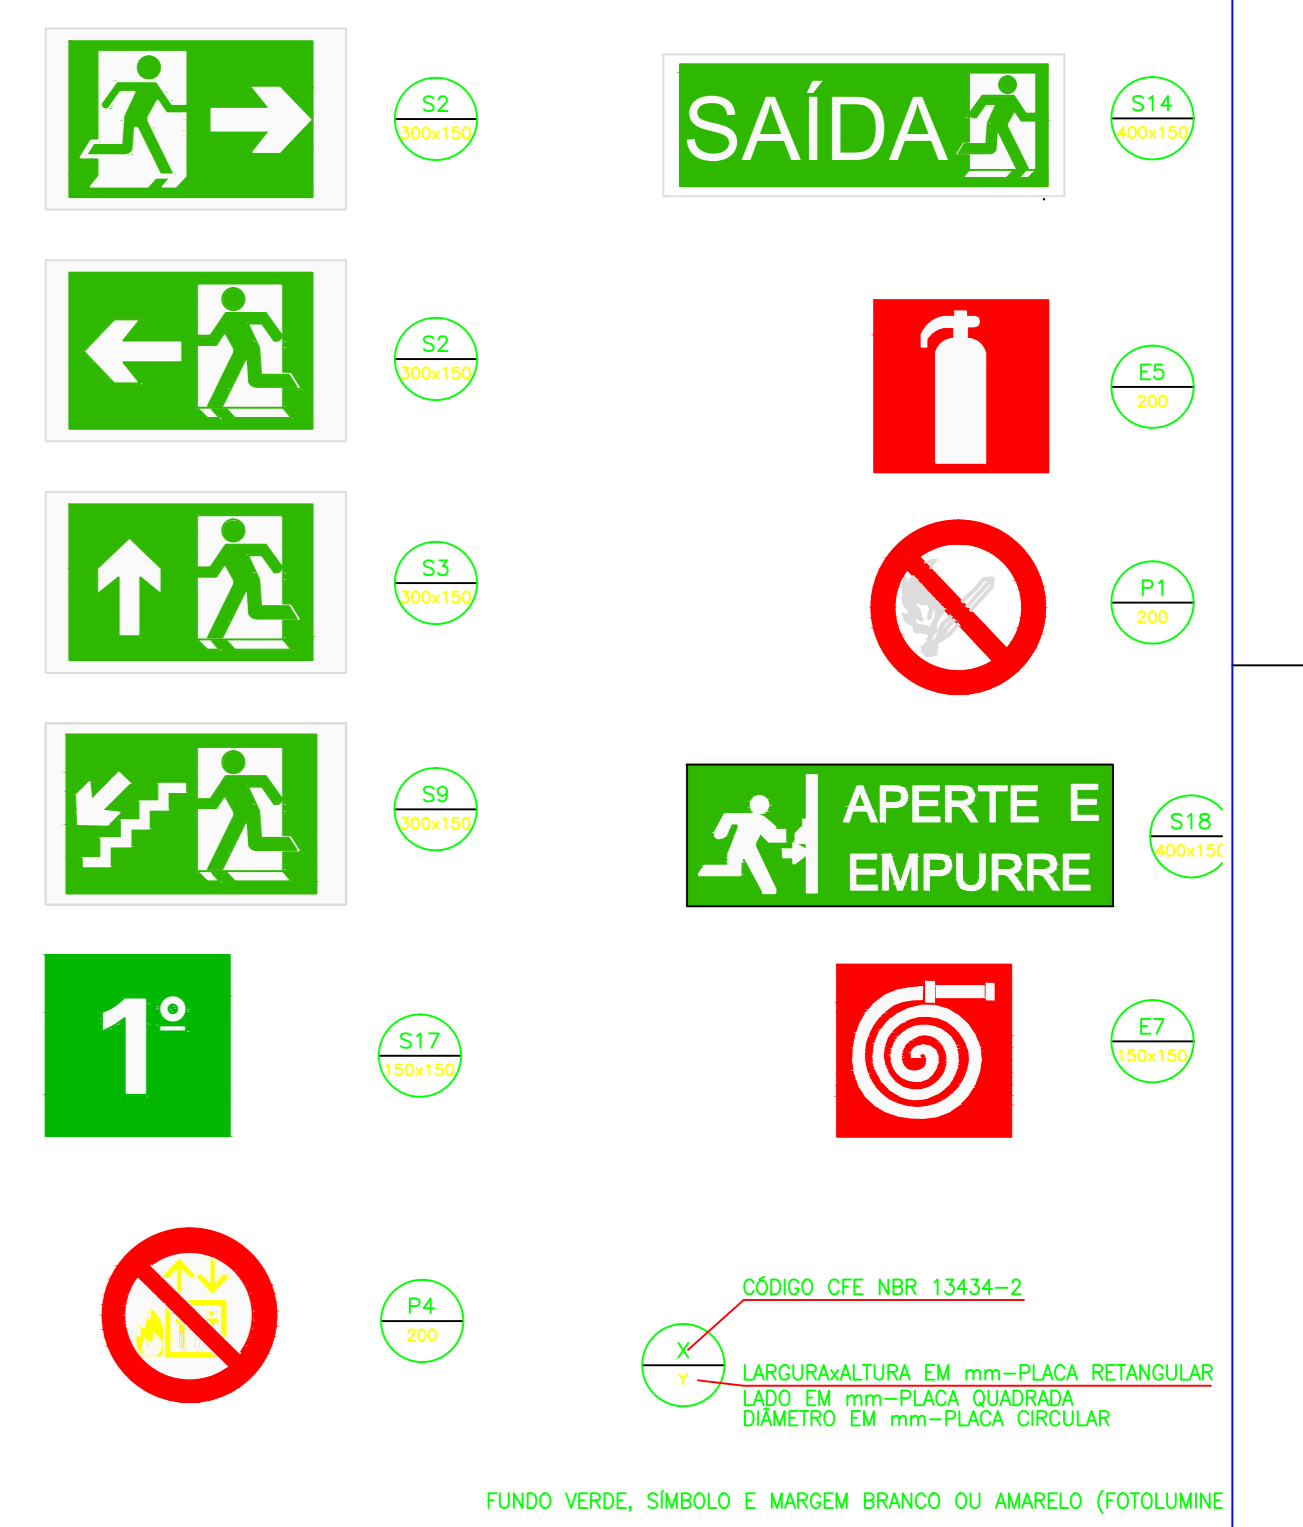 S2
300x150
SAÍDA
S14
400x150
S2
300x150
E5
200
S3
300x150
P1
200
S9
300x150
APERTE E
EMPURRE
S18
400x150
1º
S17
150x150
E7
150x150
P4
200
CÓDIGO CFE NBR 13434-2
X
Y
LARGURAxALTURA EM mm-PLACA RETANGULAR
LADO EM mm-PLACA QUADRADA
DIÂMETRO EM mm-PLACA CIRCULAR
FUNDO VERDE, SÍMBOLO E MARGEM BRANCO OU AMARELO (FOTOLUMINE